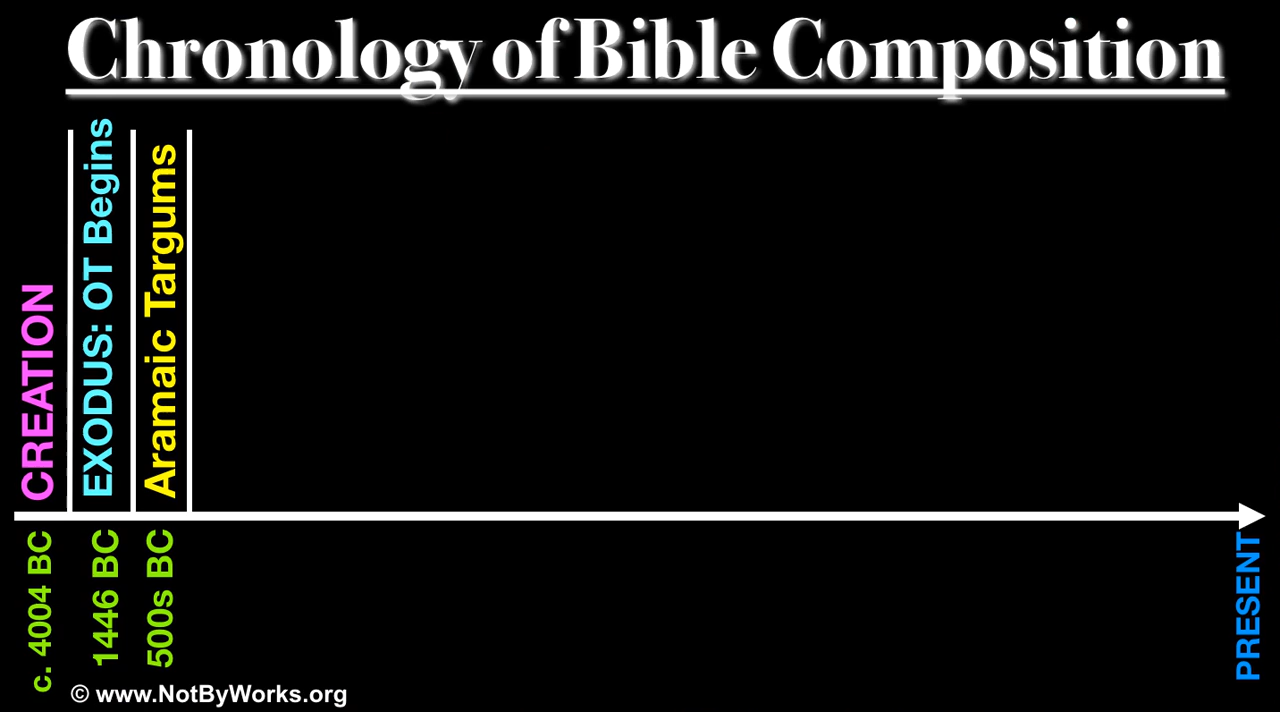 Chronology of Bible Composition
CREATION
EXODUS: OT Begins
Aramaic Targums
c. 4004 BC
1446 BC
500s BC
PRESENT
© www.NotByWorks.org